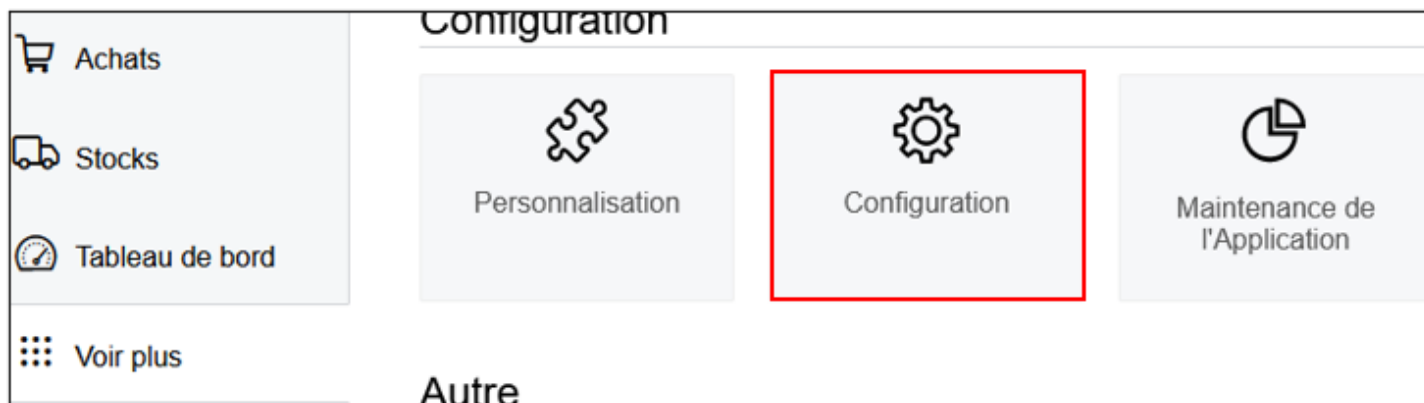 Configuration
Achats
Stocks
Tableau de bord
Voir plus
Personnalisation
Configuration
Maintenance de
l'Application
Autre